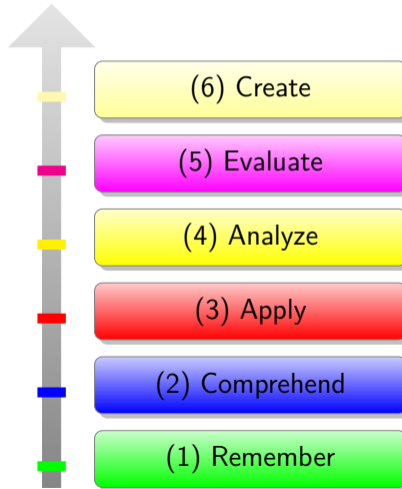 (6) Create
(5) Evaluate
(4) Analyze
(3) Apply
(2) Comprehend
(1) Remember